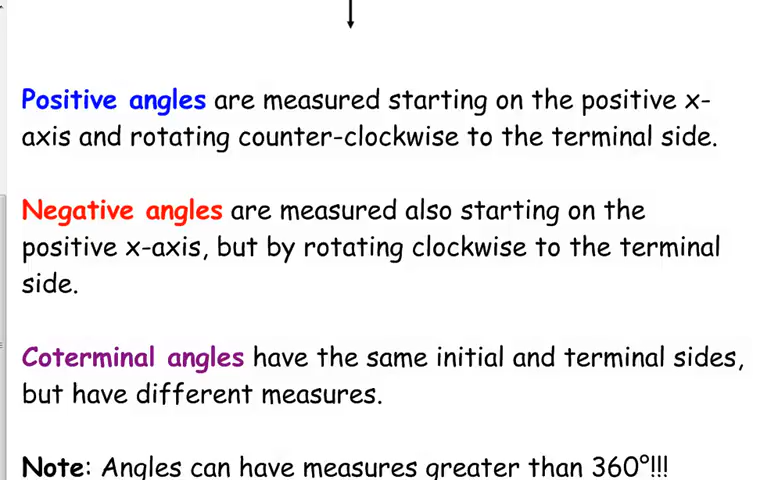 Positive angles are measured starting on the positive x-
axis and rotating counter-clockwise to the terminal side.
Negative angles are measured also starting on the
positive x-axis, but by rotating clockwise to the terminal
side.
Coterminal angles have the same initial and terminal sides,
but have different measures.
Note: Angles can have measures greater than 360°!!!